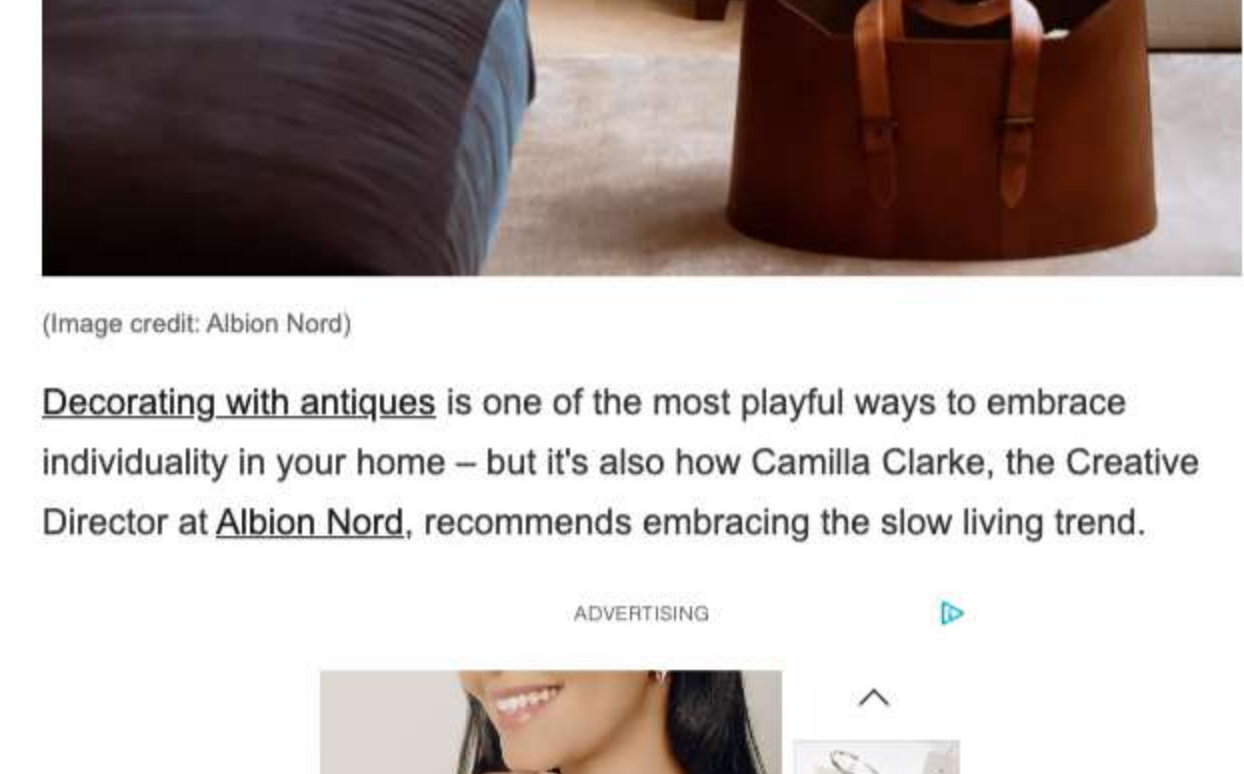 (Image credit: Albion Nord)
Decorating with antiques is one of the most playful ways to embrace
individuality in your home – but it's also how Camilla Clarke, the Creative
Director at Albion Nord, recommends embracing the slow living trend.
ADVERTISING